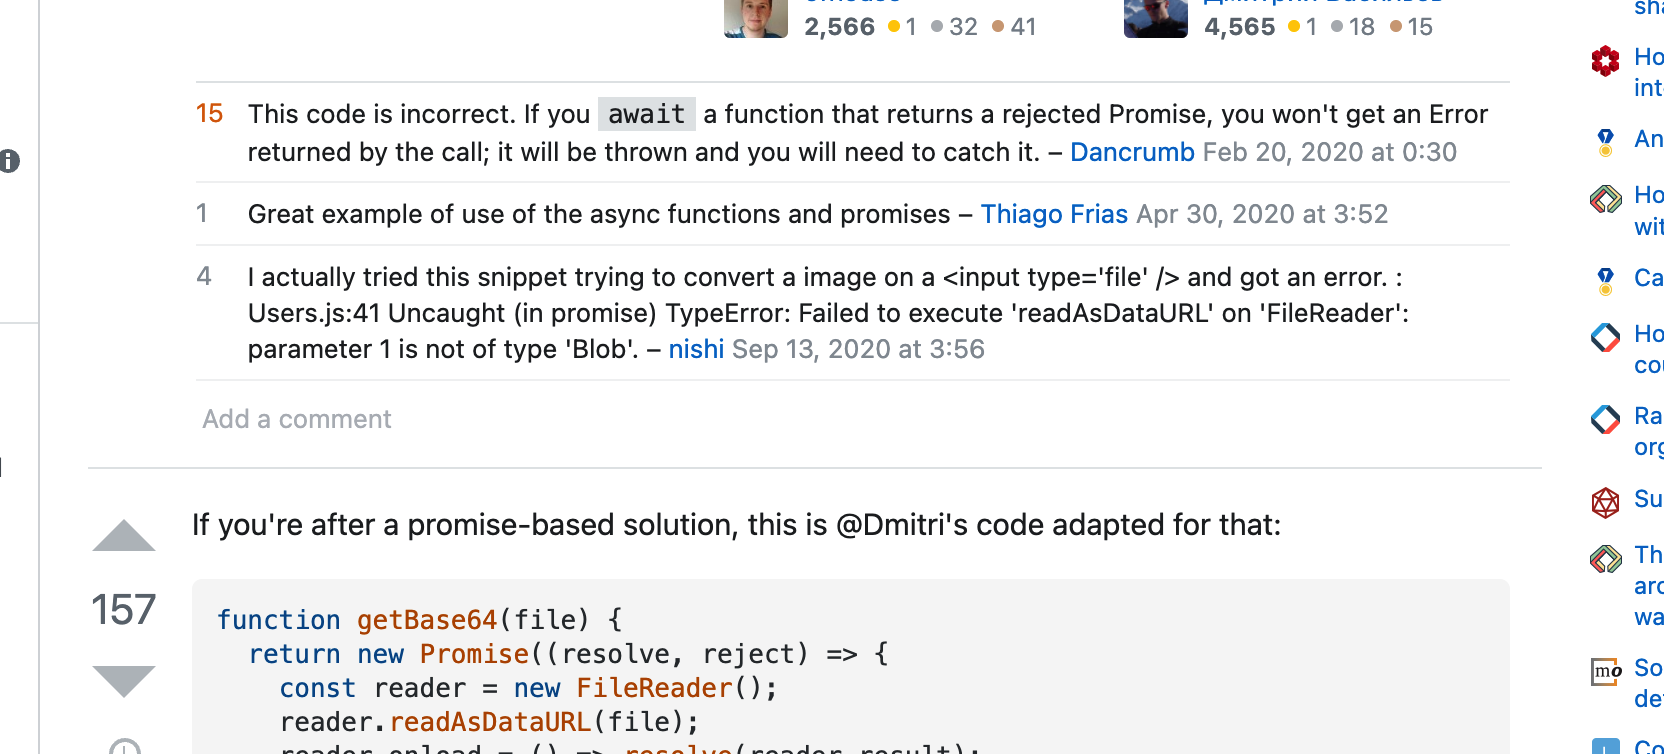 2,566 1 32 41
4,565 1 18 15
15 This code is incorrect. If you await a function that returns a rejected Promise, you won't get an Error
returned by the call; it will be thrown and you will need to catch it. – Dancrumb Feb 20, 2020 at 0:30
1 Great example of use of the async functions and promises – Thiago Frias Apr 30, 2020 at 3:52
4 I actually tried this snippet trying to convert a image on a <input type='file' /> and got an error. :
Users.js:41 Uncaught (in promise) TypeError: Failed to execute 'readAsDataURL' on 'FileReader':
parameter 1 is not of type 'Blob'. – nishi Sep 13, 2020 at 3:56
Add a comment
If you're after a promise-based solution, this is @Dmitri's code adapted for that:
157
function getBase64(file) {
return new Promise((resolve, reject) => {
const reader = new FileReader();
reader.readAsDataURL(file);
reader.onload = () => resolve(reader.result);
Ho
int
An
Ho
wit
Ca
Ho
cou
Ra
org
Su
Th
arc
wa
mo So
det
Co